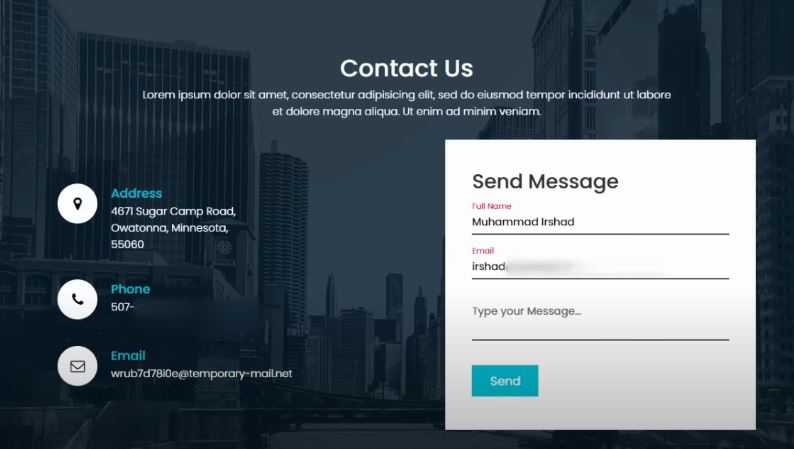 Contact Us
Lorem ipsum dolor sit amet, consectetur adipisicing elit, sed do eiusmod tempor incididunt ut labore
et dolore magna aliqua. Ut enim ad minim veniam.
Address
4671 Sugar Camp Road,
Owatonna, Minnesota,
55060
Phone
507-
Email
wrub7d78i0e@temporary-mail.net
Send Message
Full Name
Muhammad Irshad
Email
irshad
Type your Message...
Send